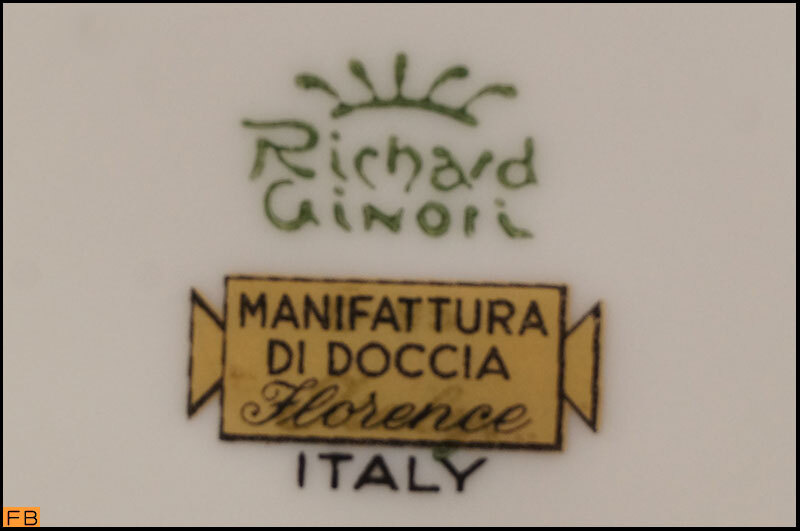 Richard
Ginori
MANIFATTURA
DI DOCCIA
Florence
ITALY
FB